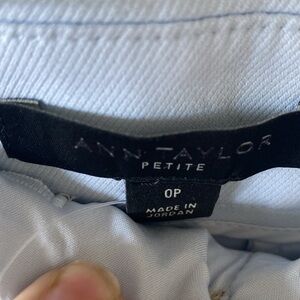 ANN TAYLOR
PETITE
0P
MADE IN
JORDAN